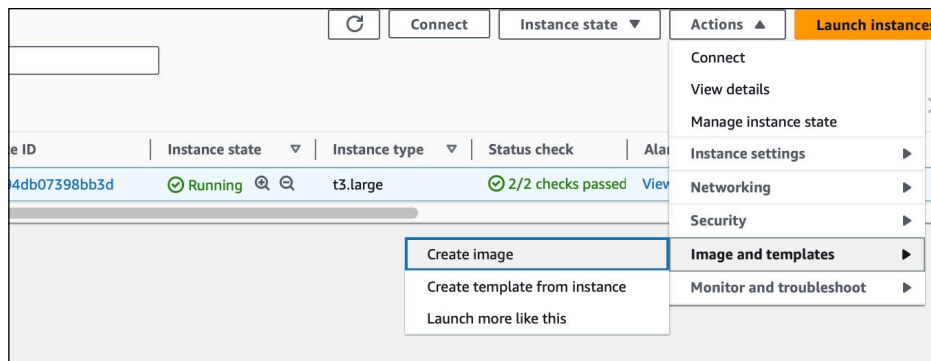 Connect
Instance state
Actions
Launch instances
Connect
View details
Manage instance state
e ID
Instance state
Instance type
Status check
Alar
Instance settings
94db07398bb3d
Running
t3.large
2/2 checks passed
View
Networking
Security
Create image
Image and templates
Create template from instance
Monitor and troubleshoot
Launch more like this